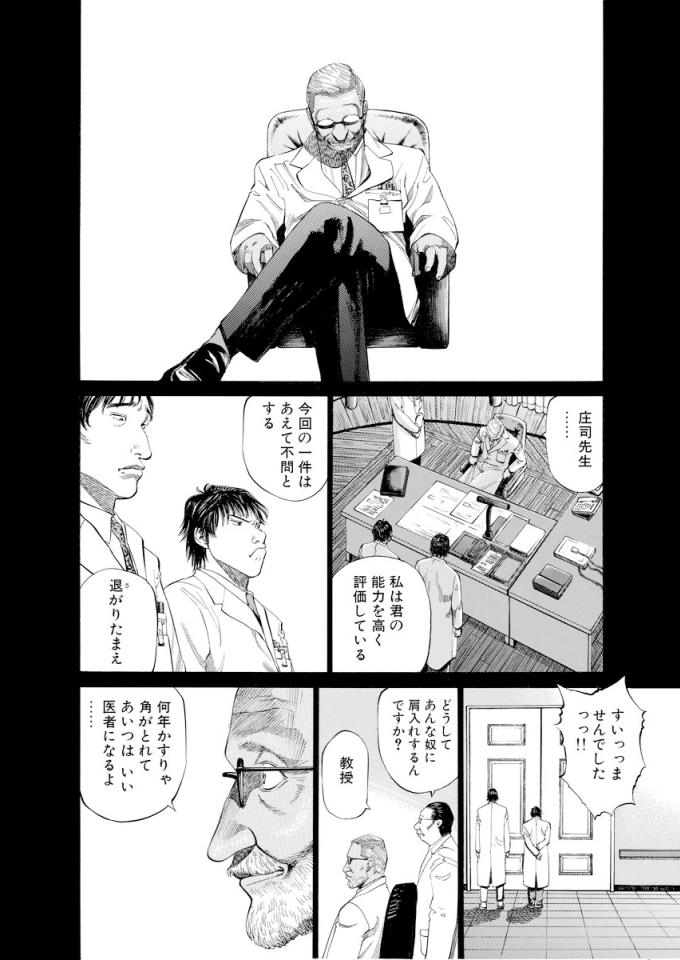 庄司先生
……
私は君の
能力を高く
評価している
今回の一件は
あえて不問と
する
退がりたまえ
さ
すいっつま
せんでした
っっ!!
教授
どうして
あんな奴に
肩入れするん
ですか?
何年かすりゃ
角がとれて
あいつは いい
医者になるよ
……